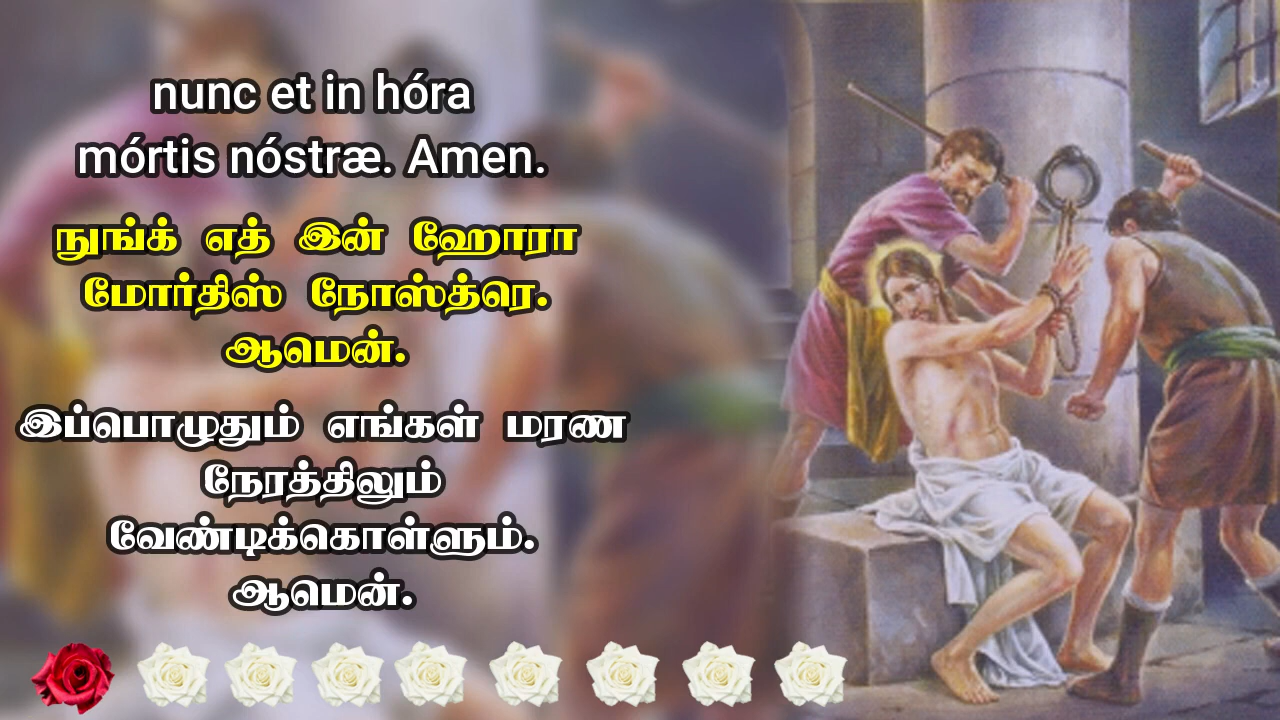 nunc et in hóra
mórtis nóstræ. Amen.
நுங்க் எத் இன் ஹோரா
மோர்திஸ் நோஸ்த்ரெ.
ஆமென்.
இப்பொழுதும் எங்கள் மரண
நேரத்திலும்
வேண்டிக்கொள்ளும்.
ஆமென்.